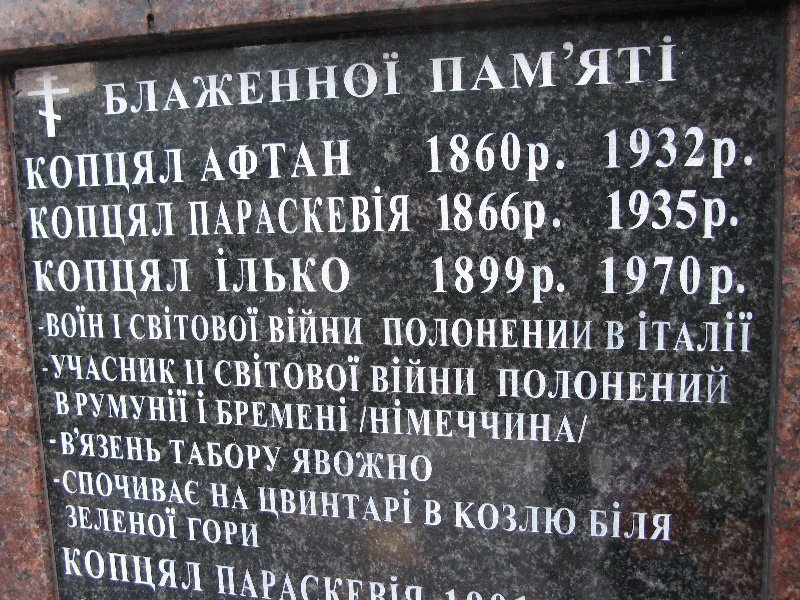 БЛАЖЕННОЇ ПАМ'ЯТІ
КОПЦЯЛ АФТАН 1860р. 1932р.
КОПЦЯЛ ПАРАСКЕВІЯ 1866р. 1935р.
КОПЦЯЛ ІЛЬКО 1899р. 1970р.
-ВОЇН І СВІТОВОЇ ВІЙНИ ПОЛОНЕНИИ В ІТАЛІЇ
-УЧАСНИК ІІ СВІТОВОЇ ВІЙНИ ПОЛОНЕНИЙ
В РУМУНІЇ І БРЕМЕНІ /НІМЕЧЧИНА/
-В'ЯЗЕНЬ ТАБОРУ ЯВОЖНО
-СПОЧИВАЄ НА ЦВИНТАРІ В КОЗЛЮ БІЛЯ
ЗЕЛЕНОЇ ГОРИ
КОПЦЯЛ ПАРАСКЕВІЯ